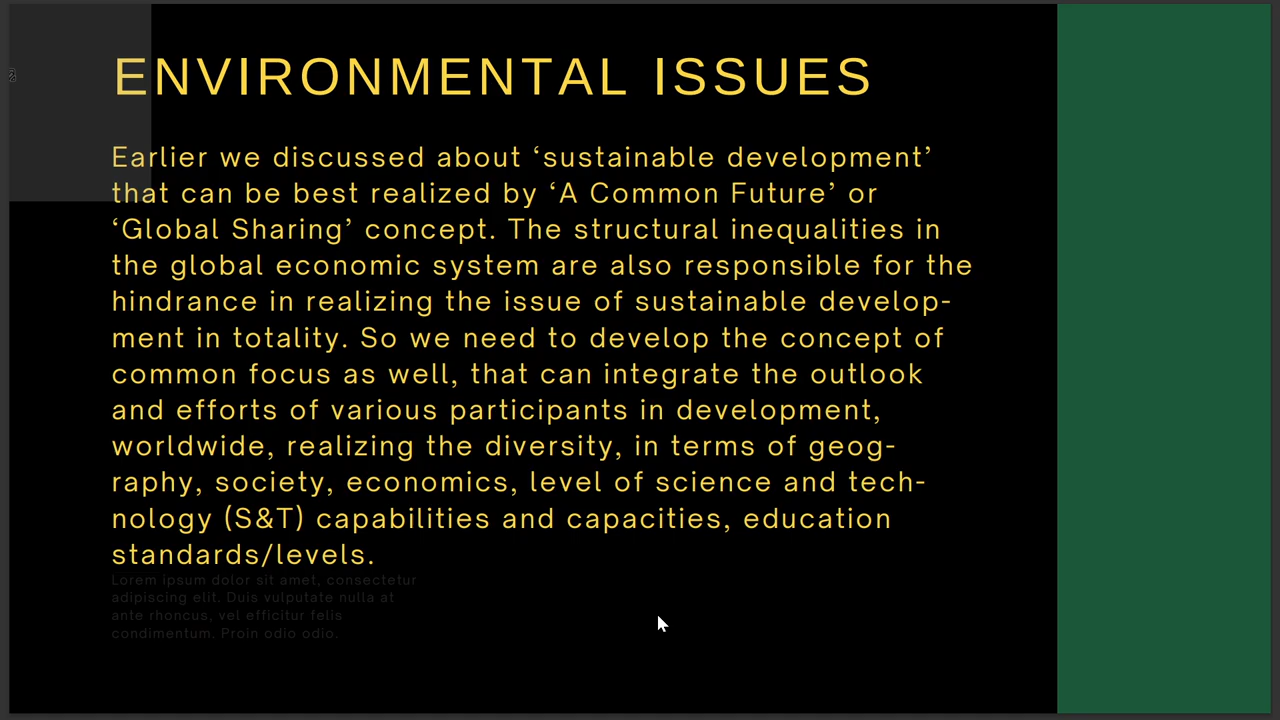 ENVIRONMENTAL ISSUES
Earlier we discussed about ‘sustainable development’
that can be best realized by ‘A Common Future’ or
‘Global Sharing’ concept. The structural inequalities in
the global economic system are also responsible for the
hindrance in realizing the issue of sustainable develop-
ment in totality. So we need to develop the concept of
common focus as well, that can integrate the outlook
and efforts of various participants in development,
worldwide, realizing the diversity, in terms of geog-
raphy, society, economics, level of science and tech-
nology (S&T) capabilities and capacities, education
standards/levels.
Lorem ipsum dolor sit amet, consectetur
adipiscing elit. Duis vulputate nulla at
ante rhoncus, vel efficitur felis
condimentum. Proin odio odio.